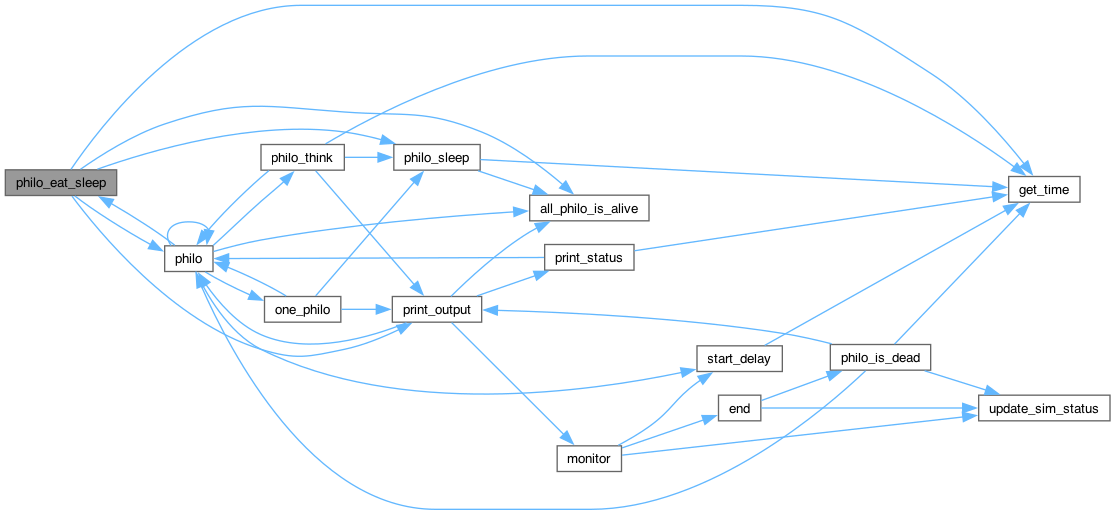 philo_eat_sleep
philo_think
philo_sleep
get_time
all_philo_is_alive
philo
print_status
one_philo
print_output
start_delay
philo_is_dead
end
update_sim_status
monitor